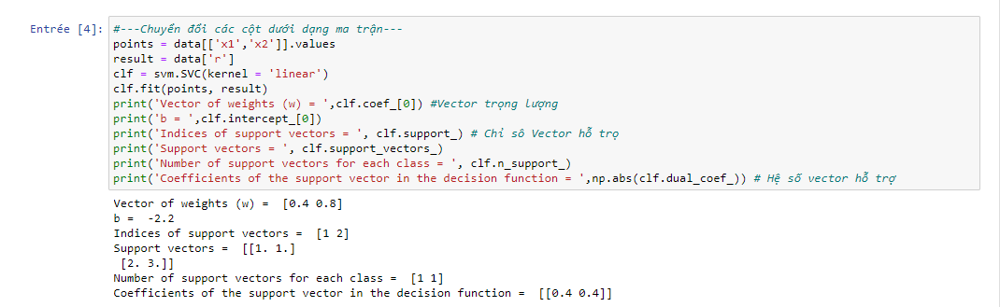 Entrée [4]: #---Chuyển đổi các cột dưới dạng ma trận---
points = data[['x1','x2']].values
result = data['r']
clf = svm.SVC(kernel = 'linear')
clf.fit(points, result)
print('Vector of weights (w) = ',clf.coef_[0]) #Vector trọng lượng
print('b = ',clf.intercept_[0])
print('Indices of support vectors = ', clf.support_) # Chỉ sô Vector hỗ trợ
print('Support vectors = ', clf.support_vectors_)
print('Number of support vectors for each class = ', clf.n_support_)
print('Coefficients of the support vector in the decision function = ',np.abs(clf.dual_coef_)) # Hệ số vector hỗ trợ
Vector of weights (w) =  [0.4 0.8]
b =  -2.2
Indices of support vectors =  [1 2]
Support vectors =  [[1. 1.]
 [2. 3.]]
Number of support vectors for each class =  [1 1]
Coefficients of the support vector in the decision function =  [[0.4 0.4]]